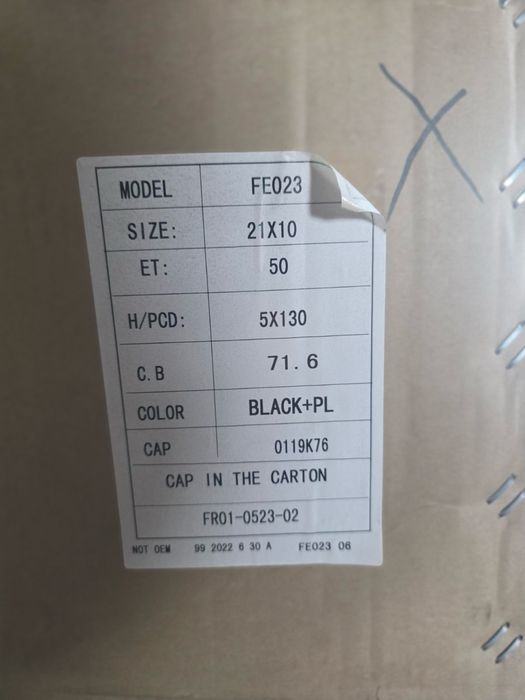 MODEL FE023
SIZE: 21X10
ET: 50
H/PCD: 5X130
C.B 71.6
COLOR BLACK+PL
CAP 0119K76
CAP IN THE CARTON
FR01-0523-02
NOT OEM 99 2022 6 30 A FE023 06